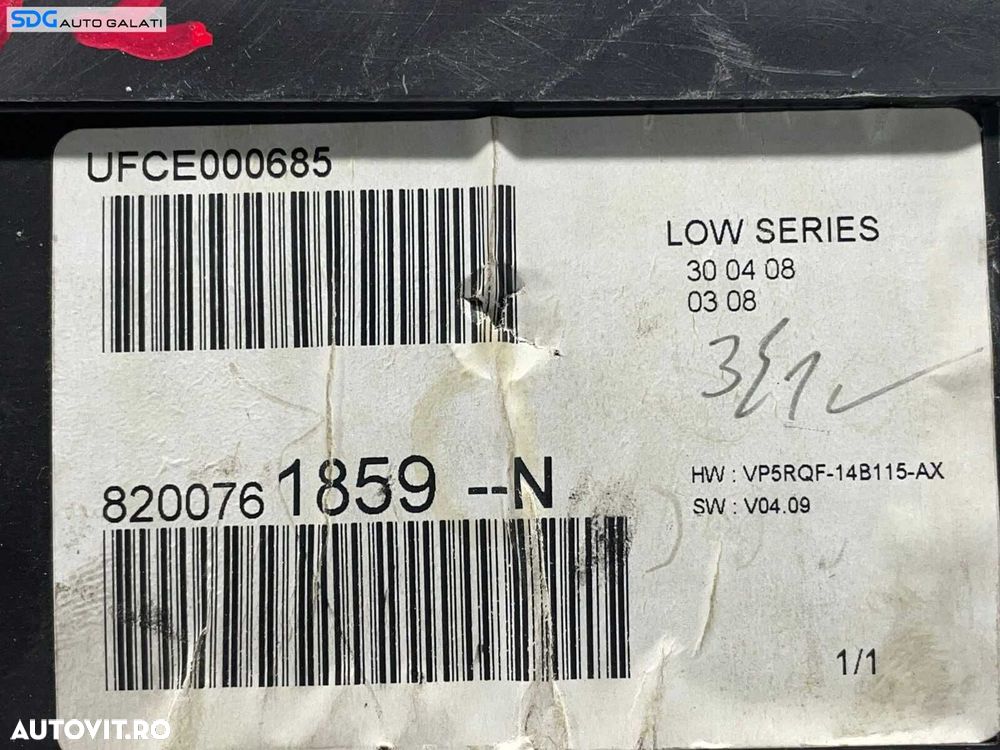 SDG AUTO GALATI
UFCE000685
LOW SERIES
30 04 08
03 08
8200761859 --N
HW : VP5RQF-14B115-AX
SW : V04.09
1/1
AUTOVIT.RO